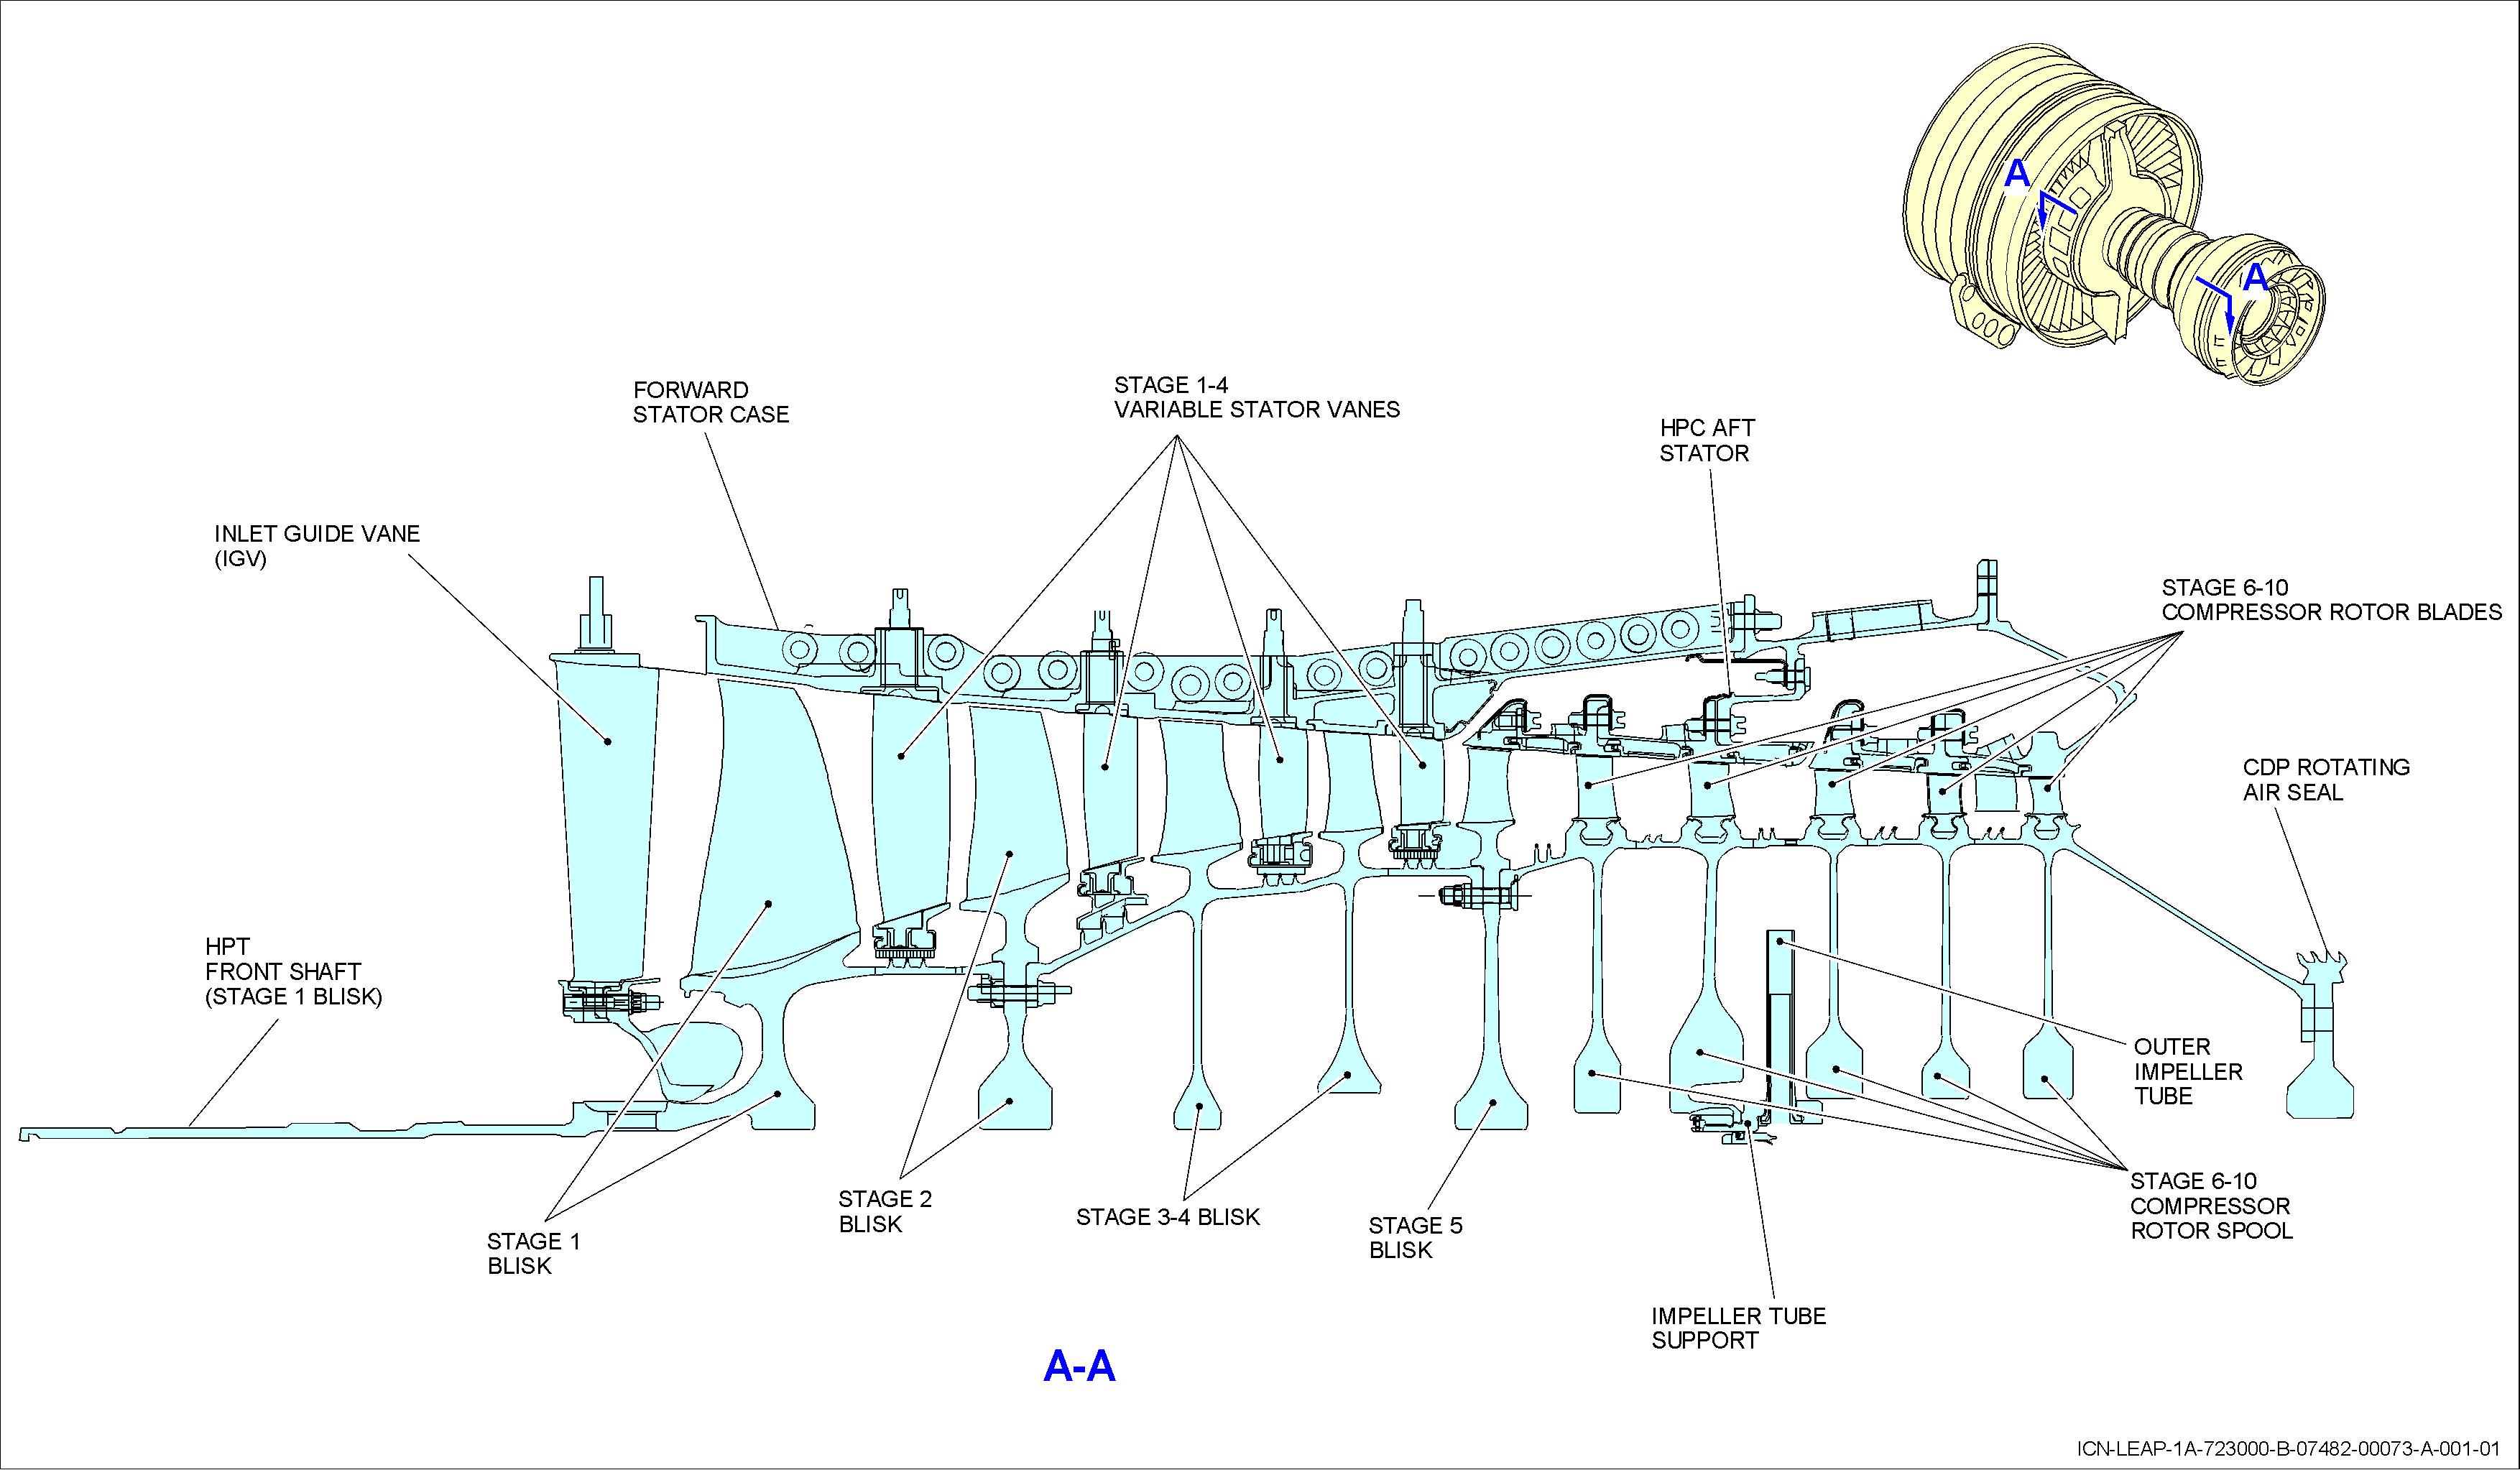 A
A
FORWARD
STATOR CASE
STAGE 1-4
VARIABLE STATOR VANES
HPC AFT
STATOR
INLET GUIDE VANE
(IGV)
STAGE 6-10
COMPRESSOR ROTOR BLADES
CDP ROTATING
AIR SEAL
HPT
FRONT SHAFT
(STAGE 1 BLISK)
OUTER
IMPELLER
TUBE
STAGE 1
BLISK
STAGE 2
BLISK
STAGE 3-4 BLISK
STAGE 5
BLISK
STAGE 6-10
COMPRESSOR
ROTOR SPOOL
IMPELLER TUBE
SUPPORT
A-A
ICN-LEAP-1A-723000-B-07482-00073-A-001-01